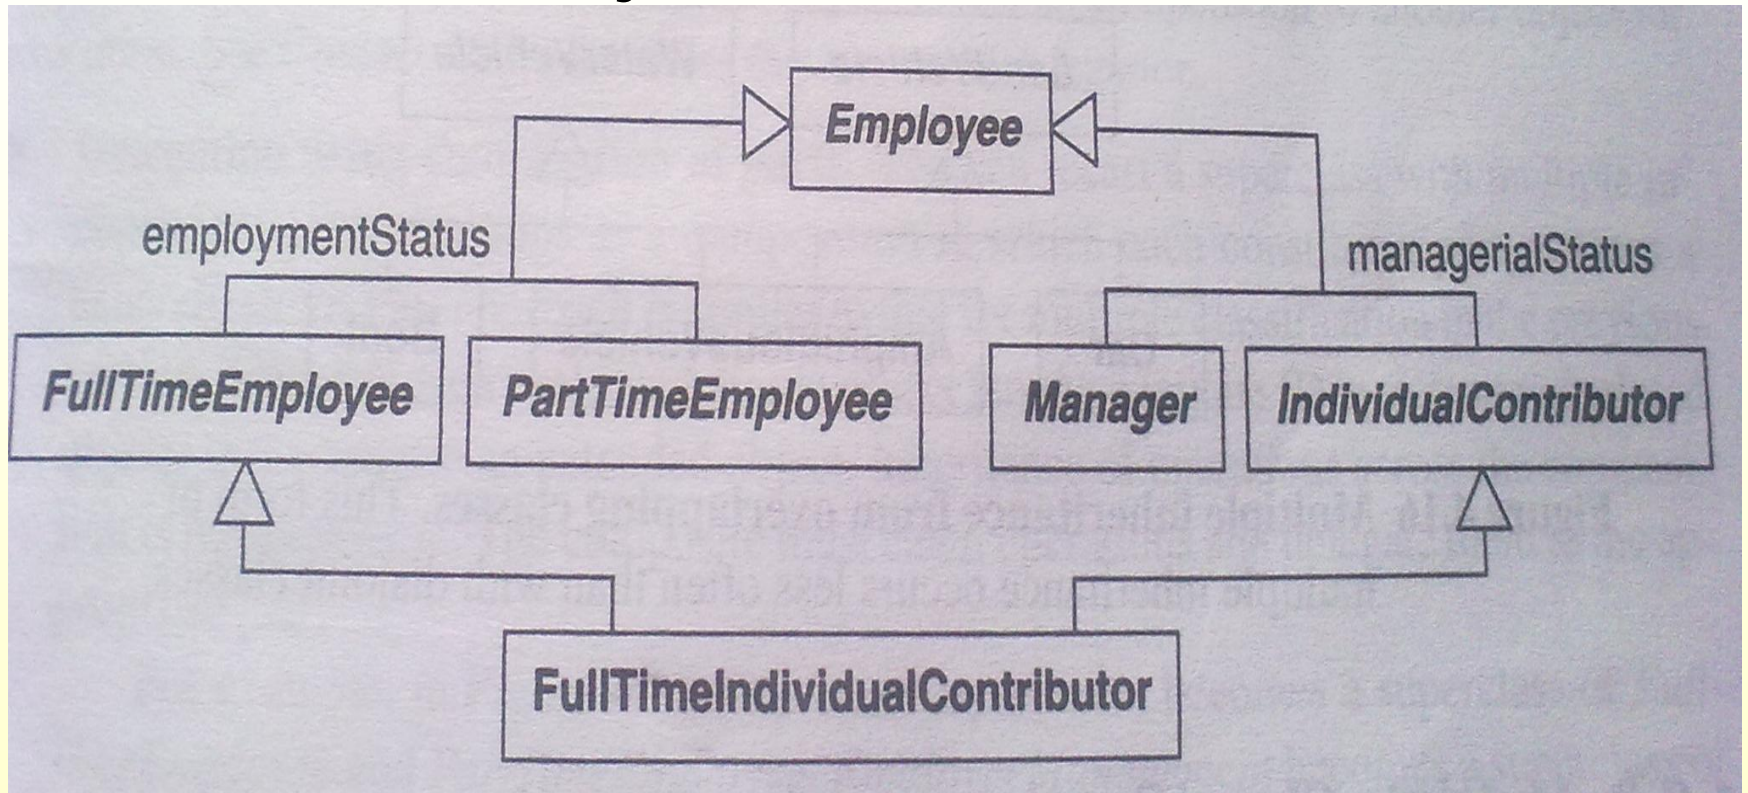 Employee
employmentStatus
managerialStatus
FullTimeEmployee
PartTimeEmployee
Manager
IndividualContributor
FullTimeIndividualContributor